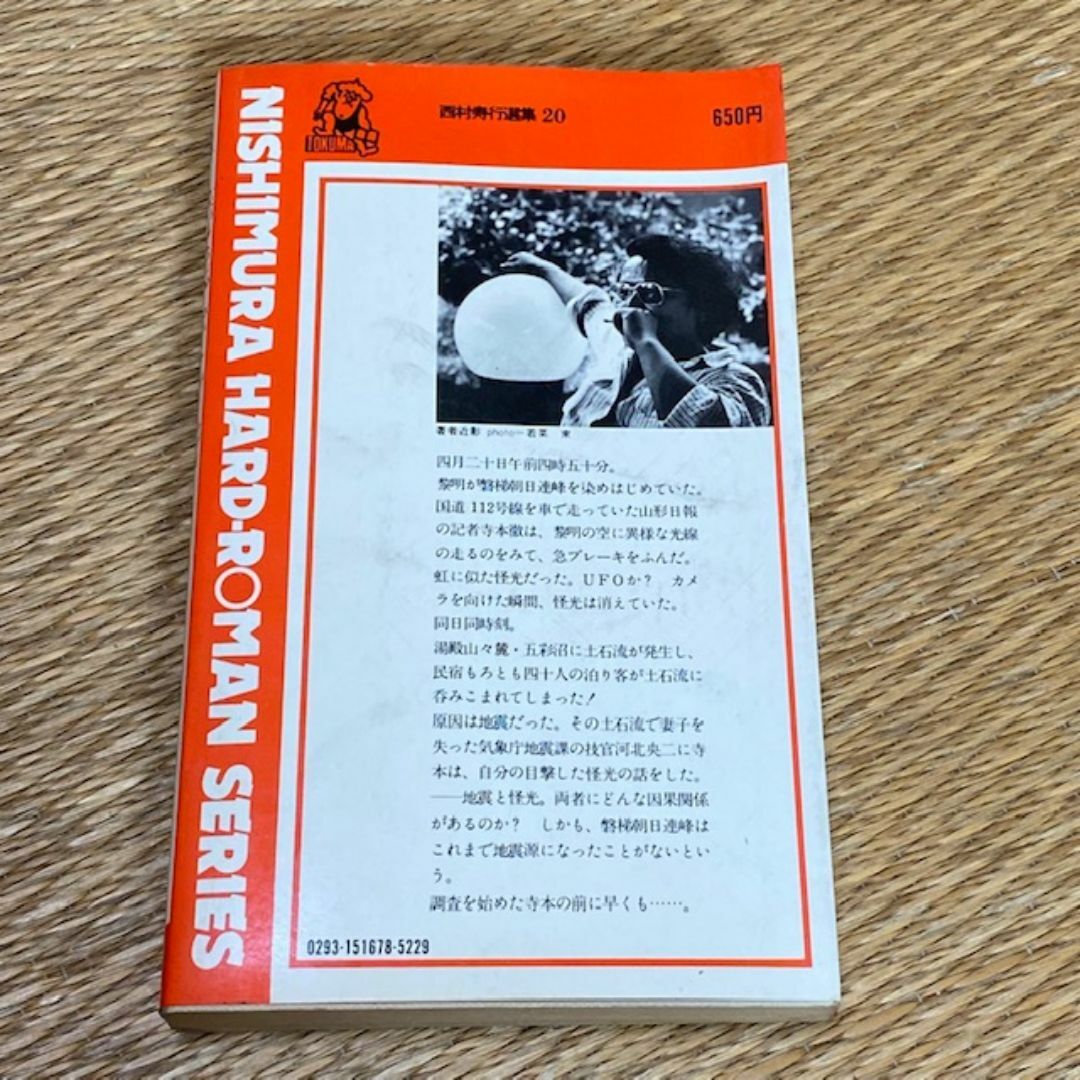 NISHIMURA HARD-ROMAN SERIES
TOKUMA
西村寿行選集 20
650円
著者近影 photo=若菜 來
四月二十日午前四時五十分。
黎明が磐梯朝日連峰を染めはじめていた。
国道112号線を車で走っていた山形日報
の記者寺本徹は、黎明の空に異様な光線
の走るのをみて、急ブレーキをふんだ。
虹に似た怪光だった。UFOか? カメ
ラを向けた瞬間、怪光は消えていた。
同日同時刻。
湯殿山々麓・五彩沼に土石流が発生し、
民宿もろとも四十人の泊り客が土石流に
呑みこまれてしまった!
原因は地震だった。その土石流で妻子を
失った気象庁地震課の技官河北央二に寺
本は、自分の目撃した怪光の話をした。
──地震と怪光。両者にどんな因果関係
があるのか? しかも、磐梯朝日連峰は
これまで地震源になったことがないとい
う。
調査を始めた寺本の前に早くも……。
0293-151678-5229